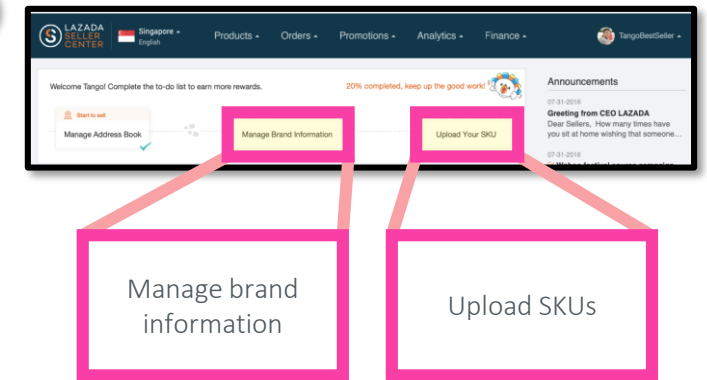 LAZADA
SELLER
CENTER
Singapore
English
Products
Orders
Promotions
Analytics
Finance
TangoBestSeller
Welcome Tango! Complete the to-do list to earn more rewards.
20% completed, keep up the good work!
Announcements
Start to sell
Manage Address Book
Manage Brand Information
Upload Your SKU
07-31-2016
Greeting from CEO LAZADA
Dear Sellers, How many times have
you sit at home wishing that someone...
07-31-2016
Manage brand
information
Upload SKUs